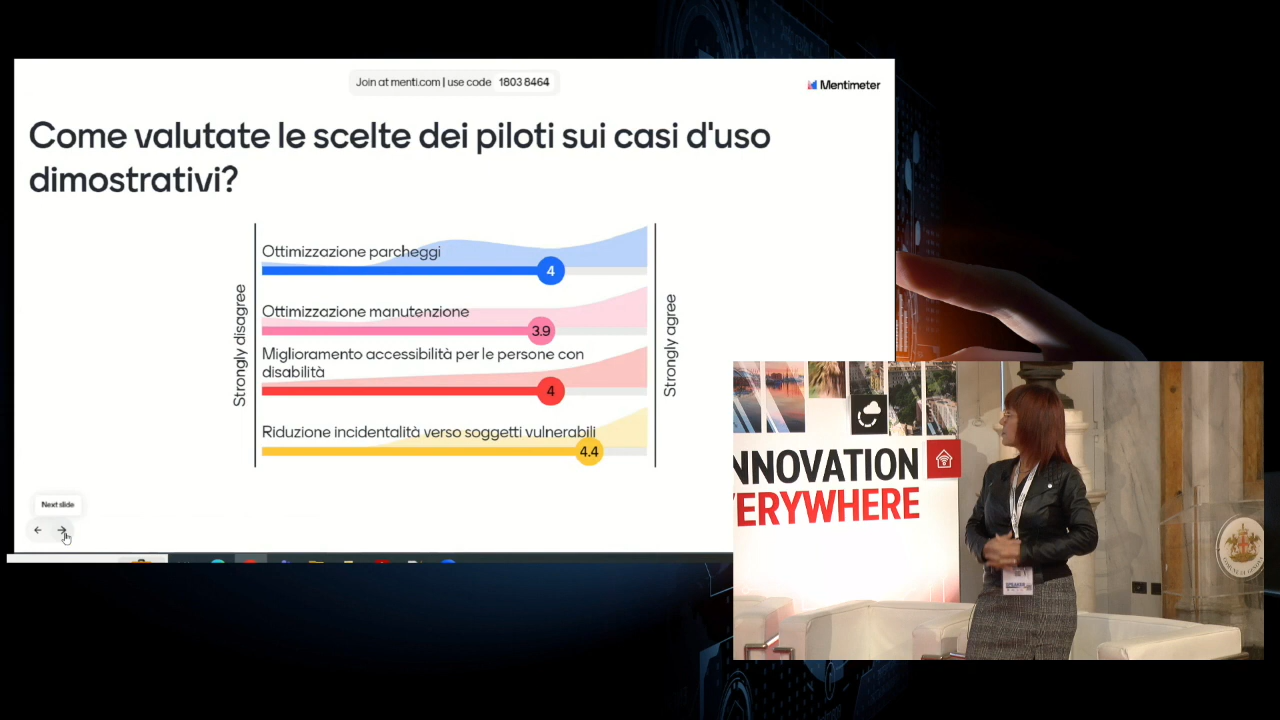 Join at menti.com | use code 1803 8464
Mentimeter
Come valutate le scelte dei piloti sui casi d'uso
dimostrativi?
Strongly disagree
Ottimizzazione parcheggi
4
Ottimizzazione manutenzione
3.9
Miglioramento accessibilità per le persone con
disabilità
4
Riduzione incidentalità verso soggetti vulnerabili
4.4
Strongly agree
Next slide
NNOVATION
ERYWHERE
SPEAKER